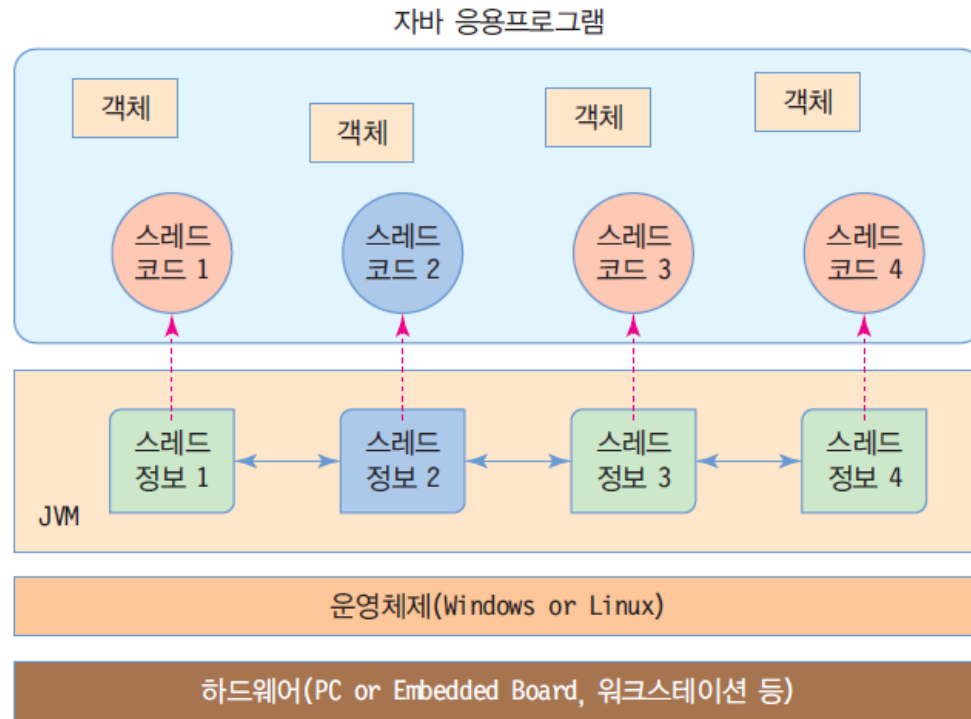 자바 응용프로그램
객체
객체
객체
객체
스레드
코드 1
스레드
코드 2
스레드
코드 3
스레드
코드 4
스레드
정보 1
스레드
정보 2
스레드
정보 3
스레드
정보 4
JVM
운영체제(Windows or Linux)
하드웨어(PC or Embedded Board, 워크스테이션 등)